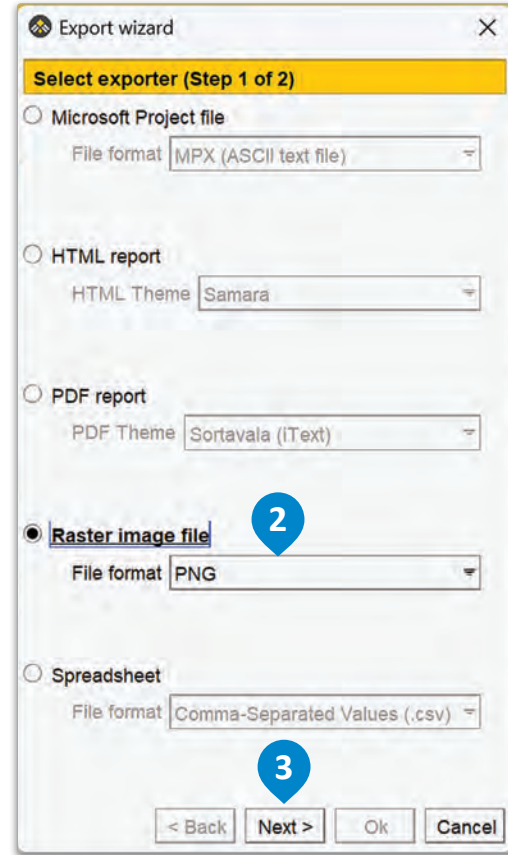 Export wizard
Select exporter (Step 1 of 2)
Microsoft Project file
File format MPX (ASCII text file)
HTML report
HTML Theme Samara
PDF report
PDF Theme Sortavala (iText)
2
Raster image file
File format PNG
Spreadsheet
File format Comma-Separated Values (.csv)
3
< Back Next > Ok Cancel